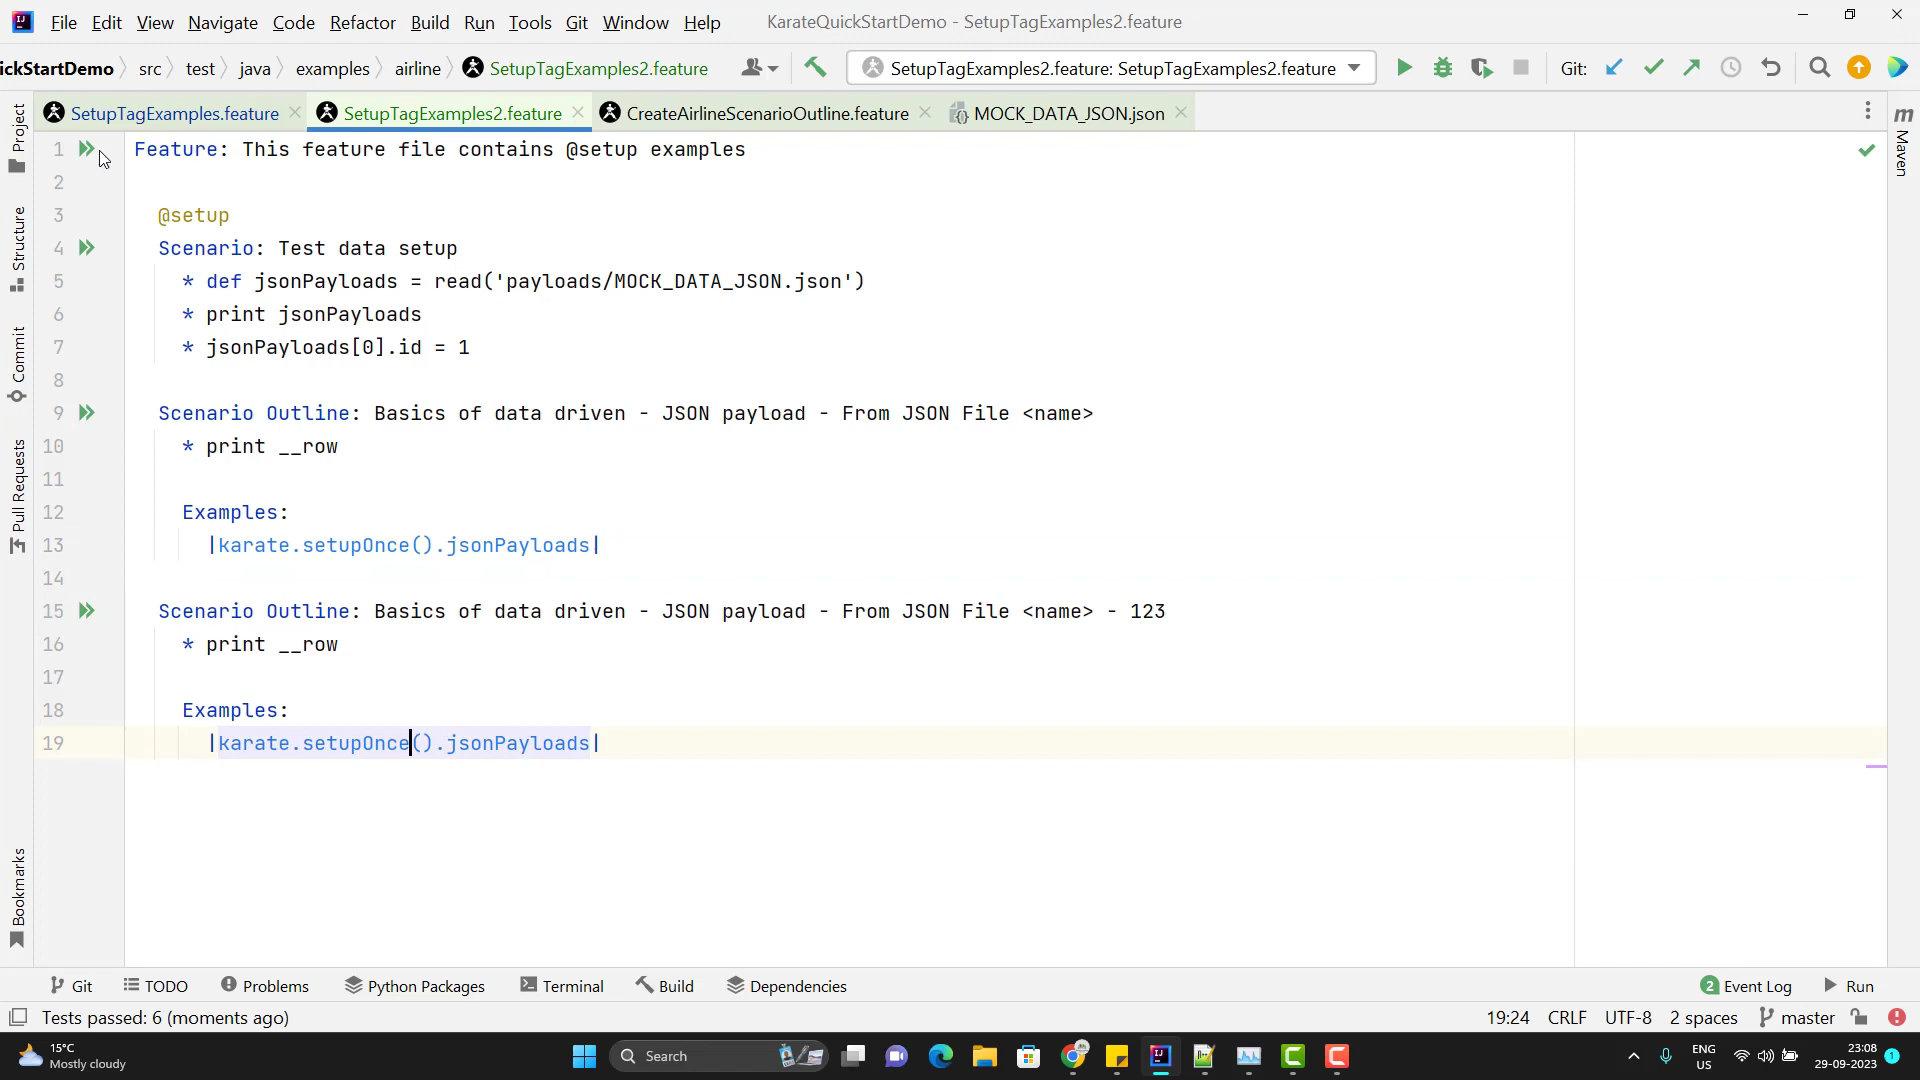 File Edit View Navigate Code Refactor Build Run Tools Git Window Help KarateQuickStartDemo - SetupTagExamples2.feature
ickStartDemo src test java examples airline SetupTagExamples2.feature SetupTagExamples2.feature: SetupTagExamples2.feature Git:
SetupTagExamples.feature SetupTagExamples2.feature CreateAirlineScenarioOutline.feature MOCK_DATA_JSON.json
Project
Structure
Commit
Pull Requests
Bookmarks
m Maven
1 Feature: This feature file contains @setup examples
2
3 @setup
4 Scenario: Test data setup
5 * def jsonPayloads = read('payloads/MOCK_DATA_JSON.json')
6 * print jsonPayloads
7 * jsonPayloads[0].id = 1
8
9 Scenario Outline: Basics of data driven - JSON payload - From JSON File <name>
10 * print __row
11
12 Examples:
13 |karate.setupOnce().jsonPayloads|
14
15 Scenario Outline: Basics of data driven - JSON payload - From JSON File <name> - 123
16 * print __row
17
18 Examples:
19 |karate.setupOnce().jsonPayloads|
Git TODO Problems Python Packages Terminal Build Dependencies 2 Event Log Run
Tests passed: 6 (moments ago) 19:24 CRLF UTF-8 2 spaces master
15°C
Mostly cloudy
Search
ENG
US
23:08
29-09-2023
1